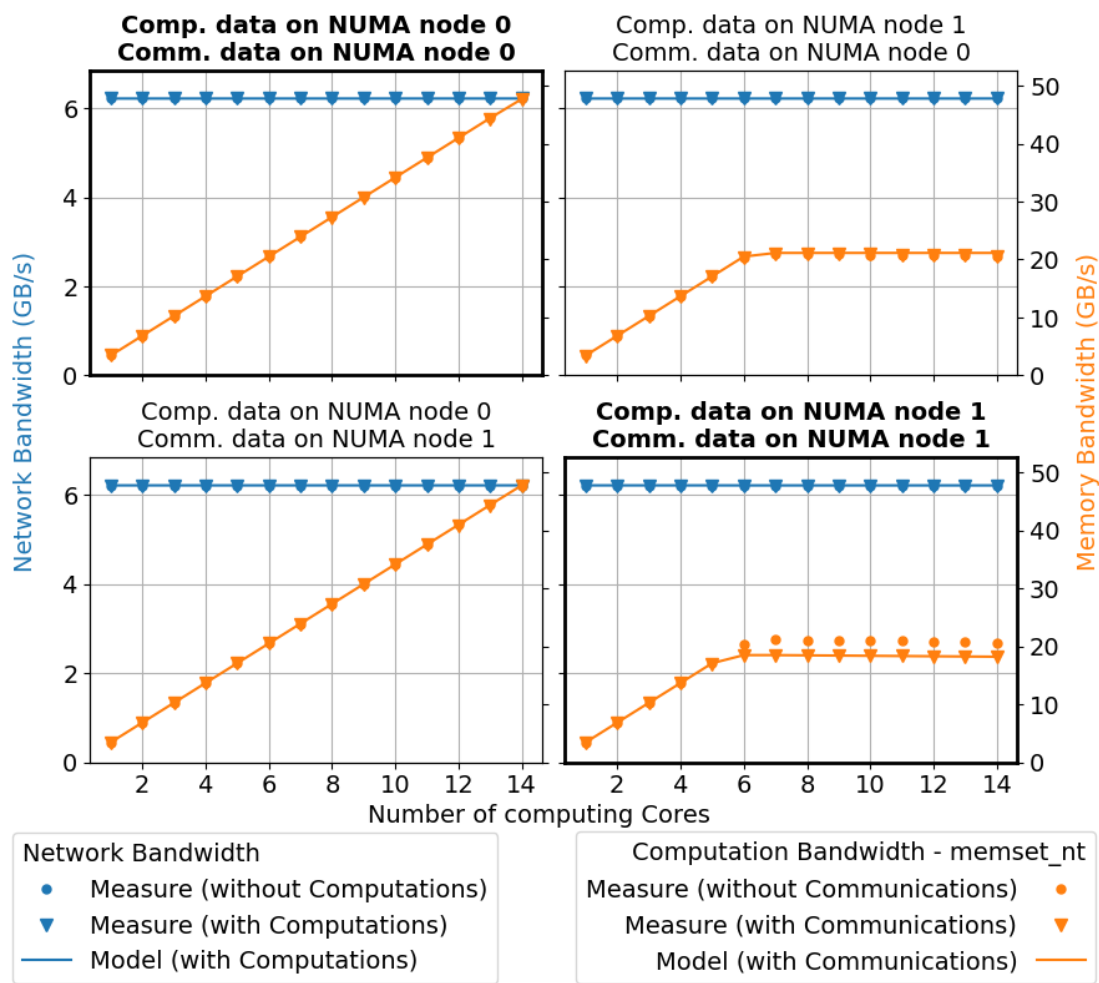 Comp. data on NUMA node 0
Comm. data on NUMA node 0
Comp. data on NUMA node 1
Comm. data on NUMA node 0
6
4
2
0
50
40
30
20
10
0
Network Bandwidth (GB/s)
Memory Bandwidth (GB/s)
Comp. data on NUMA node 0
Comm. data on NUMA node 1
Comp. data on NUMA node 1
Comm. data on NUMA node 1
6
4
2
0
50
40
30
20
10
0
2 4 6 8 10 12 14
2 4 6 8 10 12 14
Number of computing Cores
Network Bandwidth
Measure (without Computations)
Measure (with Computations)
Model (with Computations)
Computation Bandwidth - memset_nt
Measure (without Communications)
Measure (with Communications)
Model (with Communications)